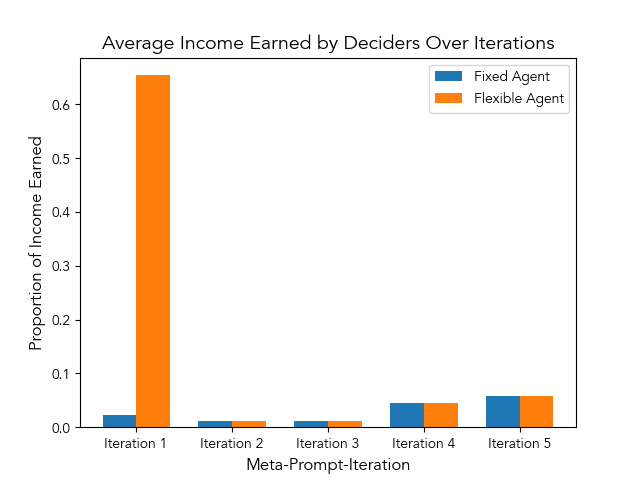 Average Income Earned by Deciders Over Iterations
Fixed Agent
Flexible Agent
Proportion of Income Earned
0.6
0.5
0.4
0.3
0.2
0.1
0.0
Iteration 1
Iteration 2
Iteration 3
Iteration 4
Iteration 5
Meta-Prompt-Iteration